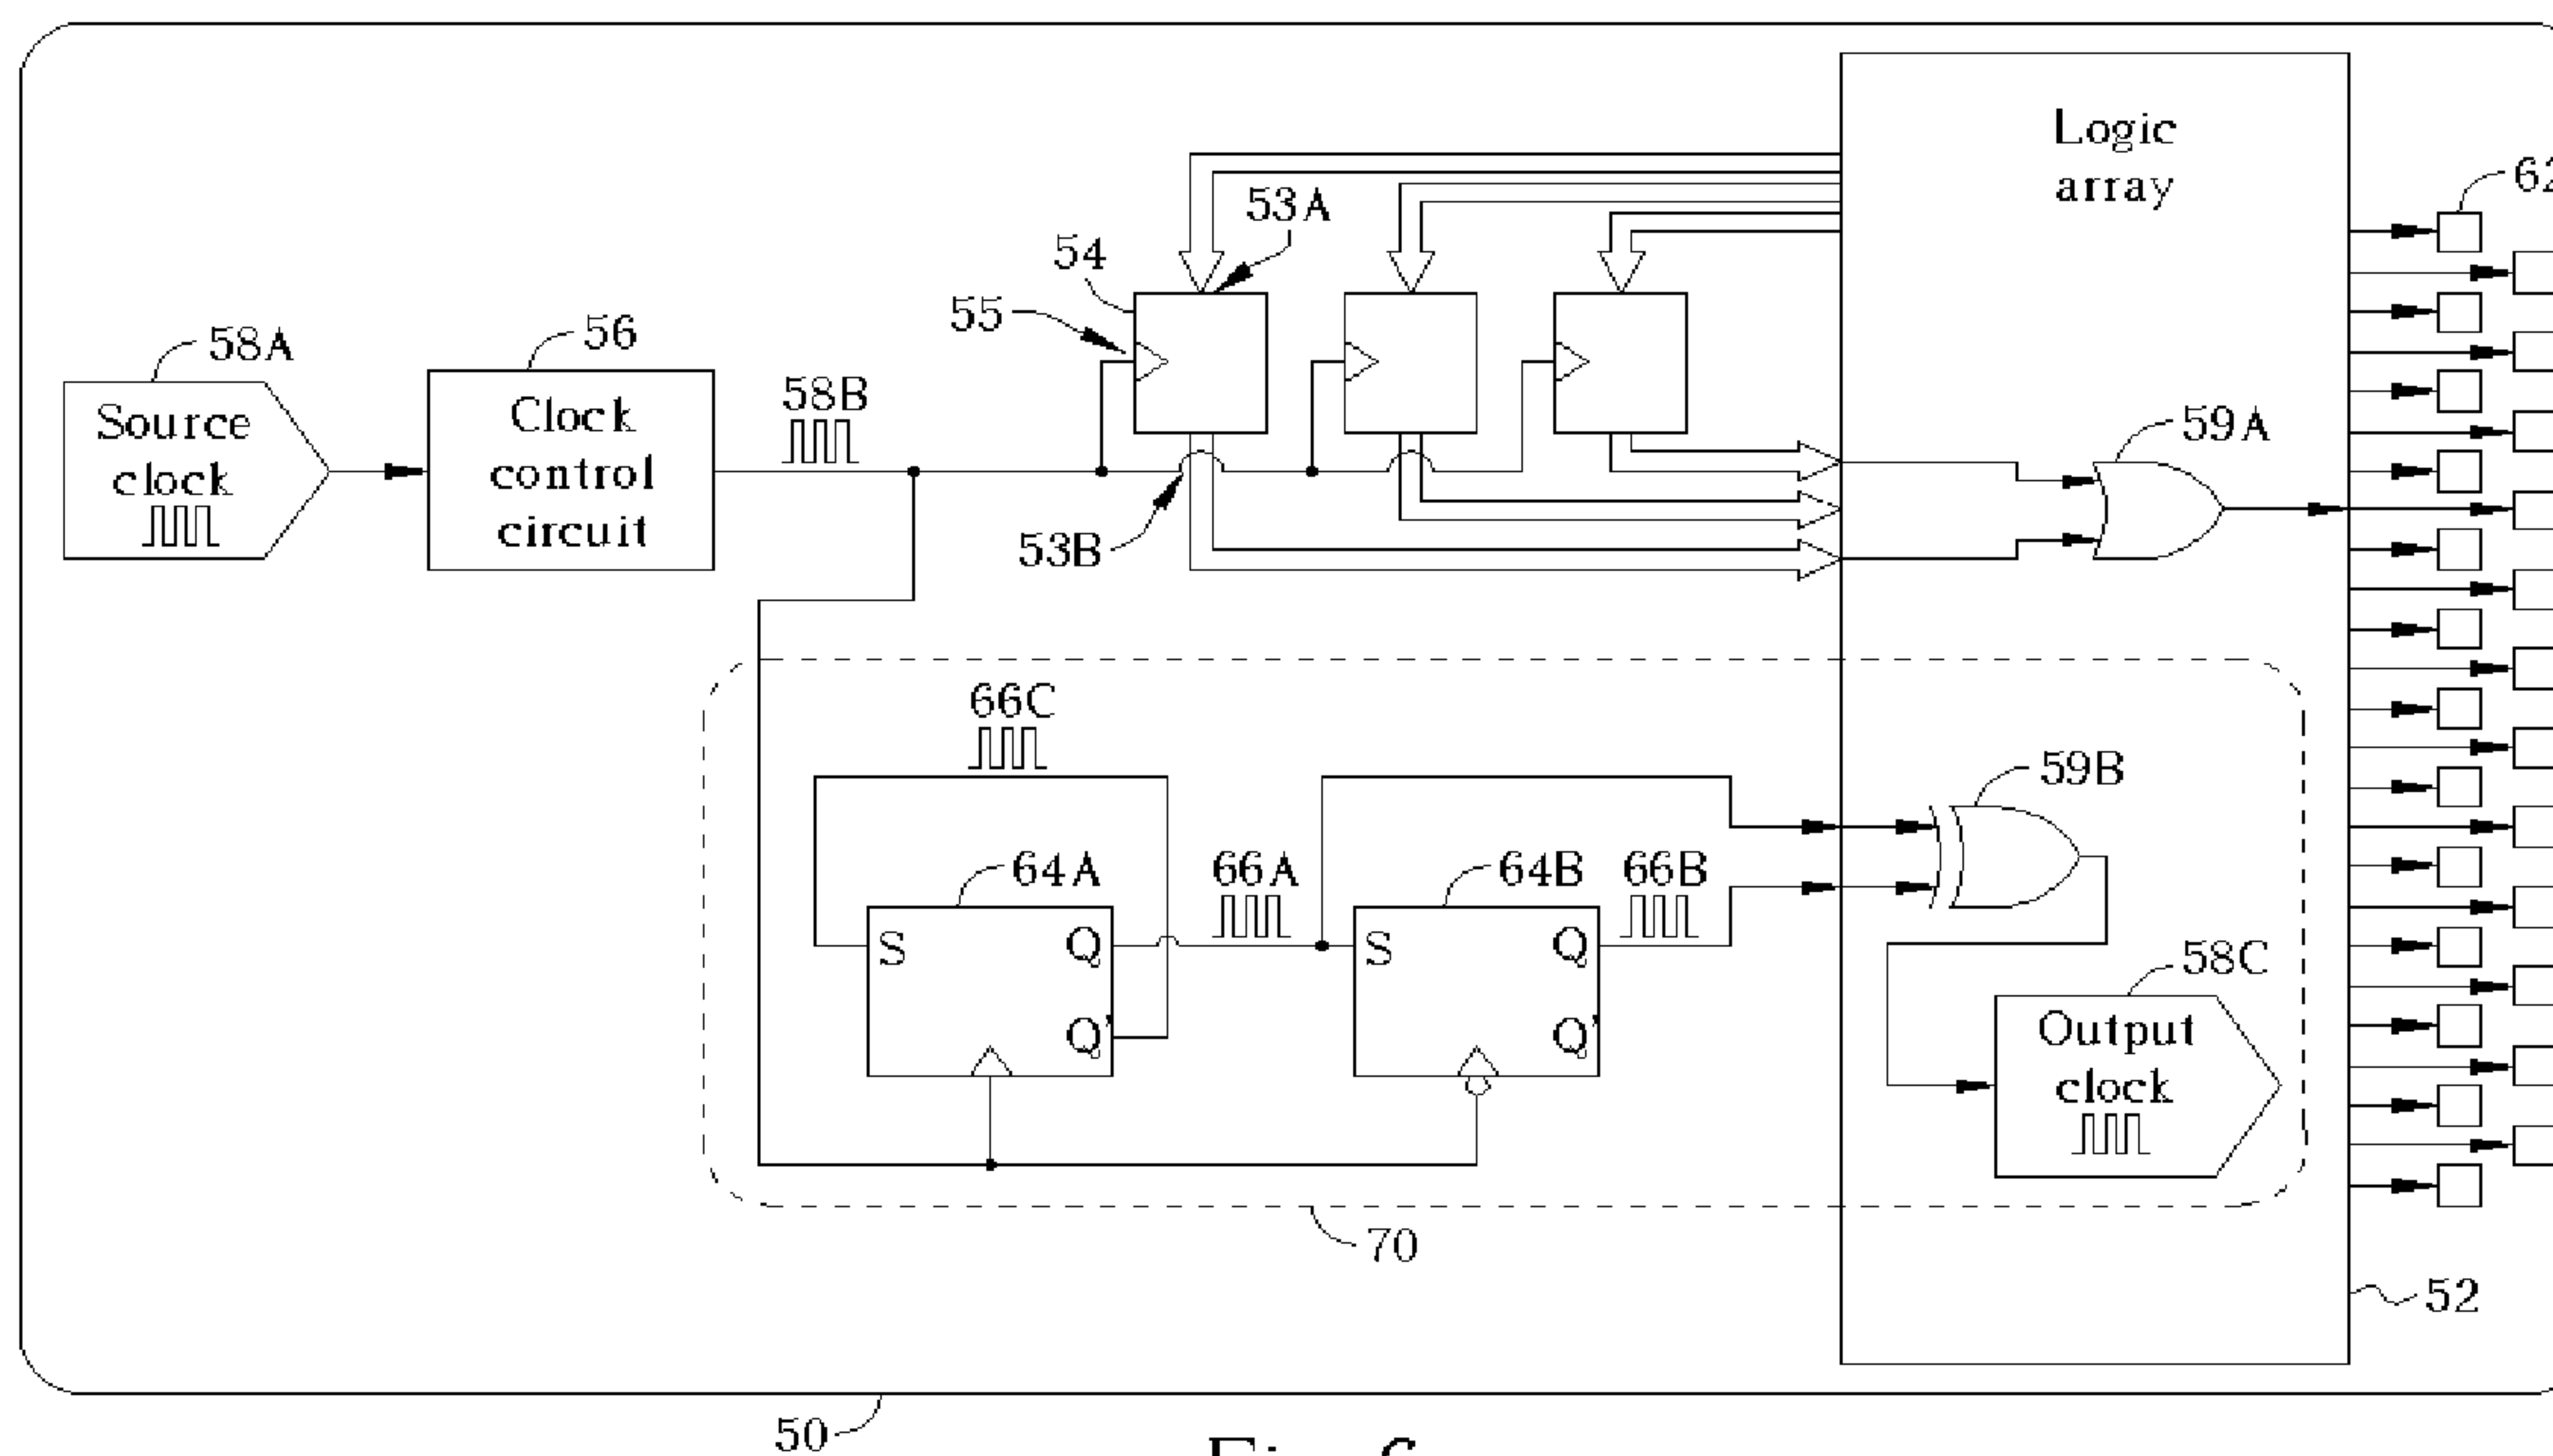 Logic
array
62
53A
54
55
58A
56
58B
Source
clock
Clock
control
circuit
59A
53B
66C
59B
64A
66A
64B
66B
S
Q
S
Q
58C
Q'
Q'
Output
clock
70
52
50